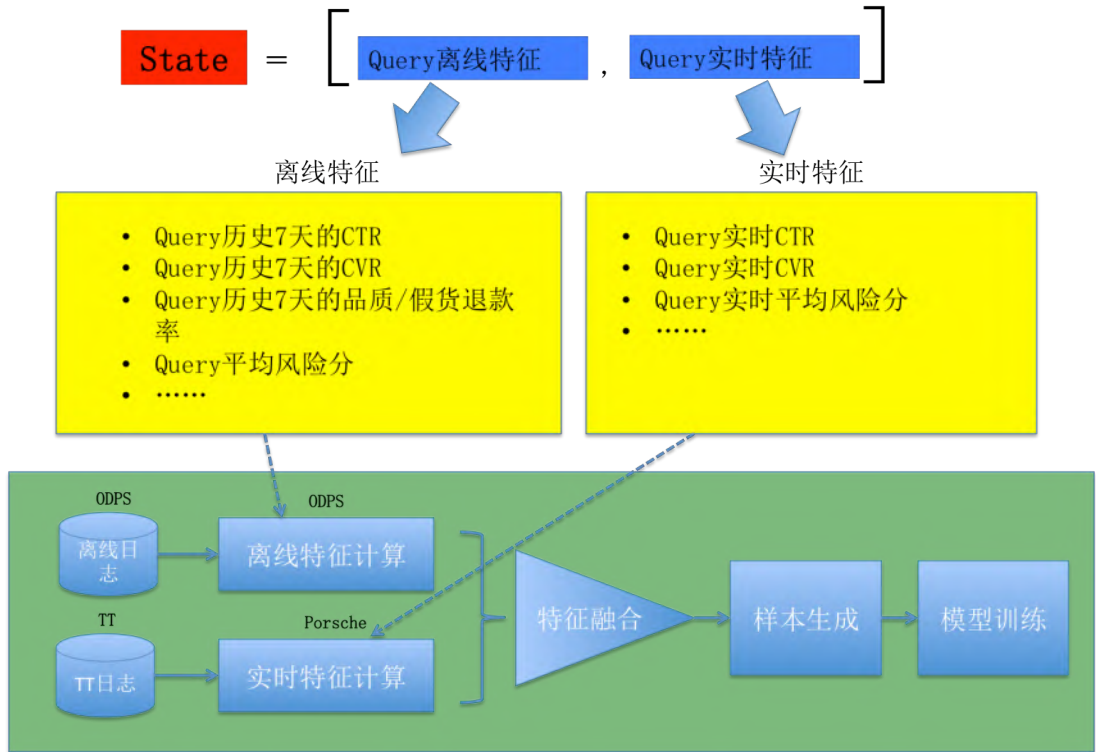 State = [ Query离线特征 , Query实时特征 ]
离线特征
• Query历史7天的CTR
• Query历史7天的CVR
• Query历史7天的品质/假货退款
率
• Query平均风险分
• ……
实时特征
• Query实时CTR
• Query实时CVR
• Query实时平均风险分
• ……
ODPS
离线日
志
ODPS
离线特征计算
TT
TT日志
Porsche
实时特征计算
特征融合
样本生成
模型训练